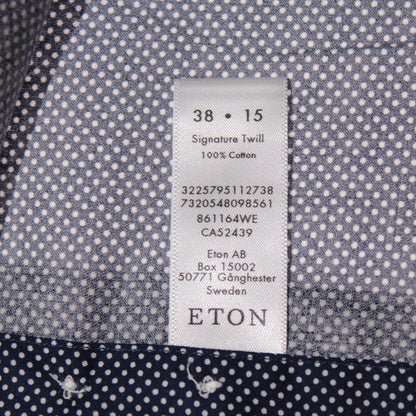 38 • 15
Signature Twill
100% Cotton
3225795112738
7320548098561
861164WE
CA52439
Eton AB
Box 15002
50771 Gånghester
Sweden
ETON